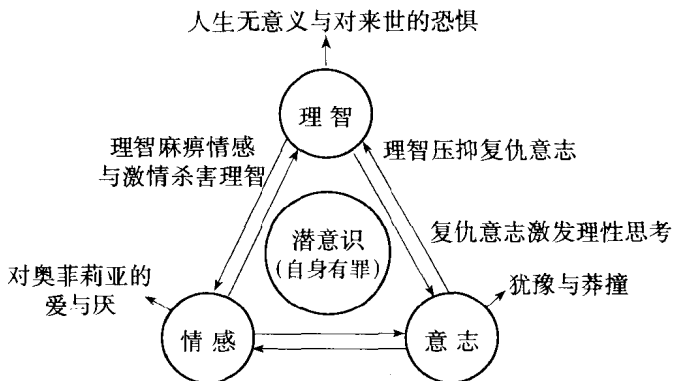 人生无意义与对来世的恐惧
理智
理智麻痹情感
与激情杀害理智
理智压抑复仇意志
潜意识
(自身有罪)
复仇意志激发理性思考
对奥菲莉亚的
爱与厌
犹豫与莽撞
情感
意志